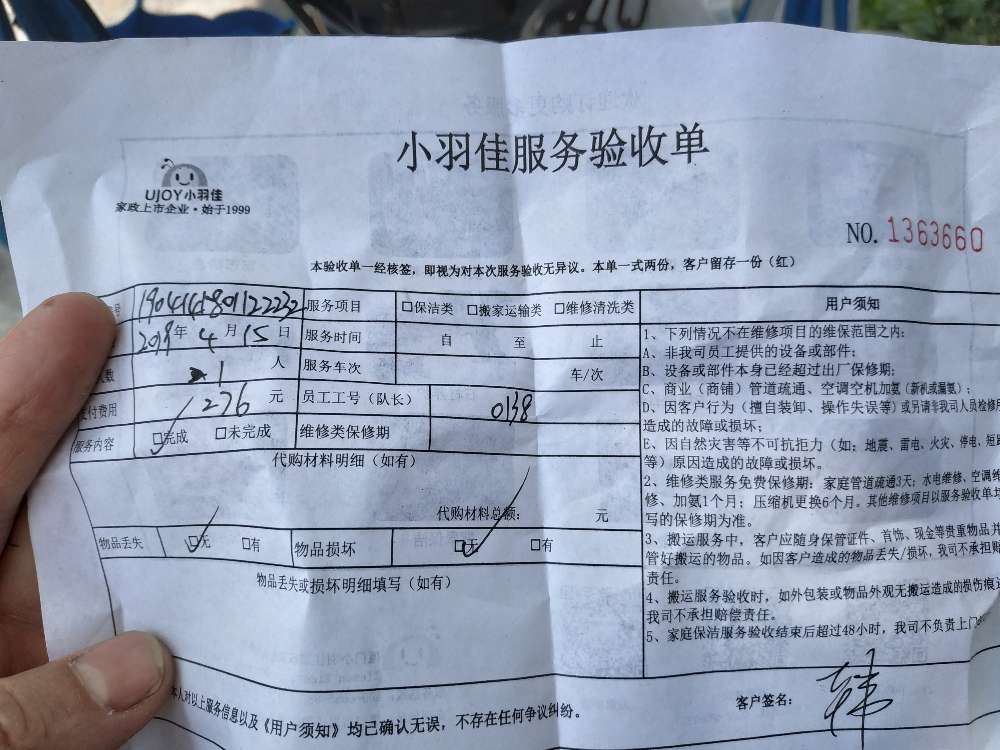 小羽佳服务验收单
UJOY小羽佳
家政上市企业·始于1999
NO. 1363660
本验收单一经核签，即视为对本次服务验收无异议。本单一式两份，客户留存一份（红）
号 服务项目 □保洁类 □搬家运输类 □维修清洗类
2019年4月15日 服务时间 自 至 止
人数 1 人 服务车次 车/次
支付费用 276 元 员工工号（队长） 0138
服务内容 □完成 □未完成 维修类保修期
代购材料明细（如有）
代购材料总额： 元
物品丢失 □无 □有 物品损坏 □无 □有
物品丢失或损坏明细填写（如有）
用户须知
1、下列情况不在维修项目的维保范围之内：
A、非我司员工提供的设备或部件；
B、设备或部件本身已经超过出厂保修期；
C、商业（商铺）管道疏通、空调空机加氨（新机或漏氨）；
D、因客户行为（擅自装卸、操作失误等）或另请非我司人员检修所
造成的故障或损坏；
E、因自然灾害等不可抗拒力（如：地震、雷电、火灾、停电、短路
等）原因造成的故障或损坏。
2、维修类服务免费保修期：家庭管道疏通3天；水电维修、空调维
修、加氨1个月；压缩机更换6个月。其他维修项目以服务验收单填
写的保修期为准。
3、搬运服务中，客户应随身保管证件、首饰、现金等贵重物品并
管好搬运的物品。如因客户造成的物品丢失/损坏，我司不承担赔
责任。
4、搬运服务验收时，如外包装或物品外观无搬运造成的损伤痕迹
我司不承担赔偿责任。
5、家庭保洁服务验收结束后超过48小时，我司不负责上门
本人对以上服务信息以及《用户须知》均已确认无误，不存在任何争议纠纷。
客户签名： 韩